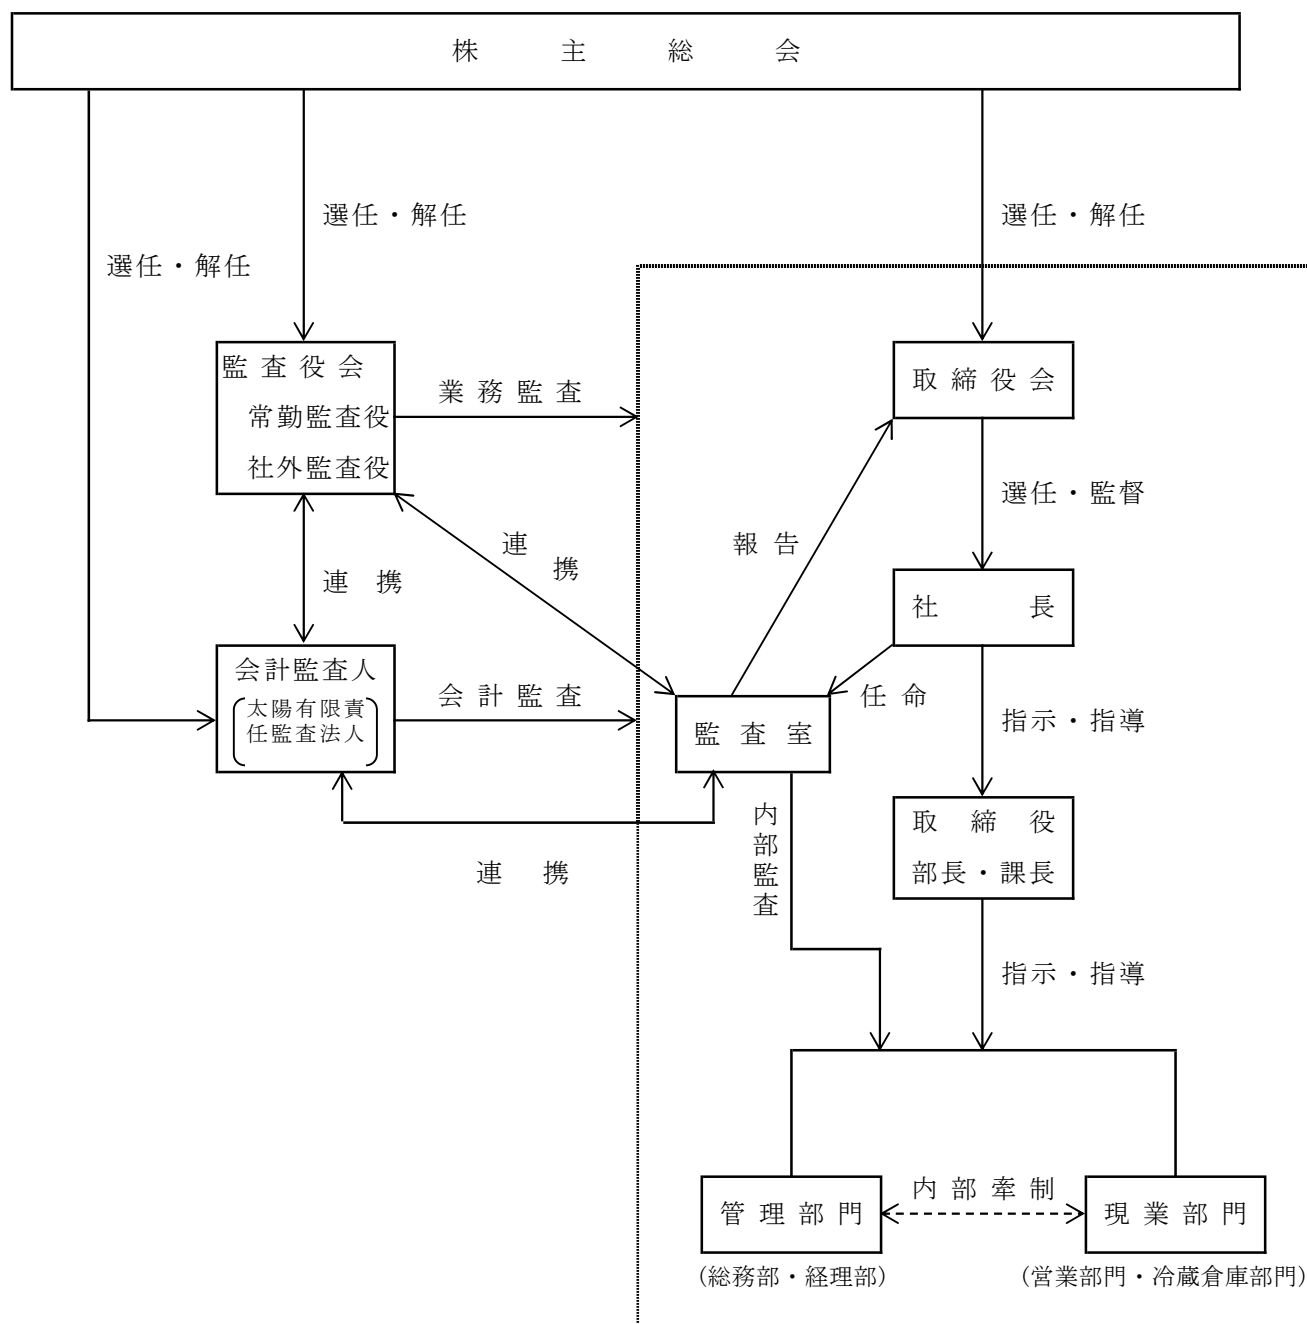 株主総会
選任・解任
選任・解任
選任・解任
監査役会
常勤監査役
社外監査役
業務監査
取締役会
選任・監督
報告
連携
連携
社長
会計監査人
太陽有限責
任監査法人
会計監査
任命
監査室
指示・指導
内部監査
取締役
部長・課長
連携
指示・指導
内部牽制
管理部門
現業部門
(総務部・経理部)
(営業部門・冷蔵倉庫部門)